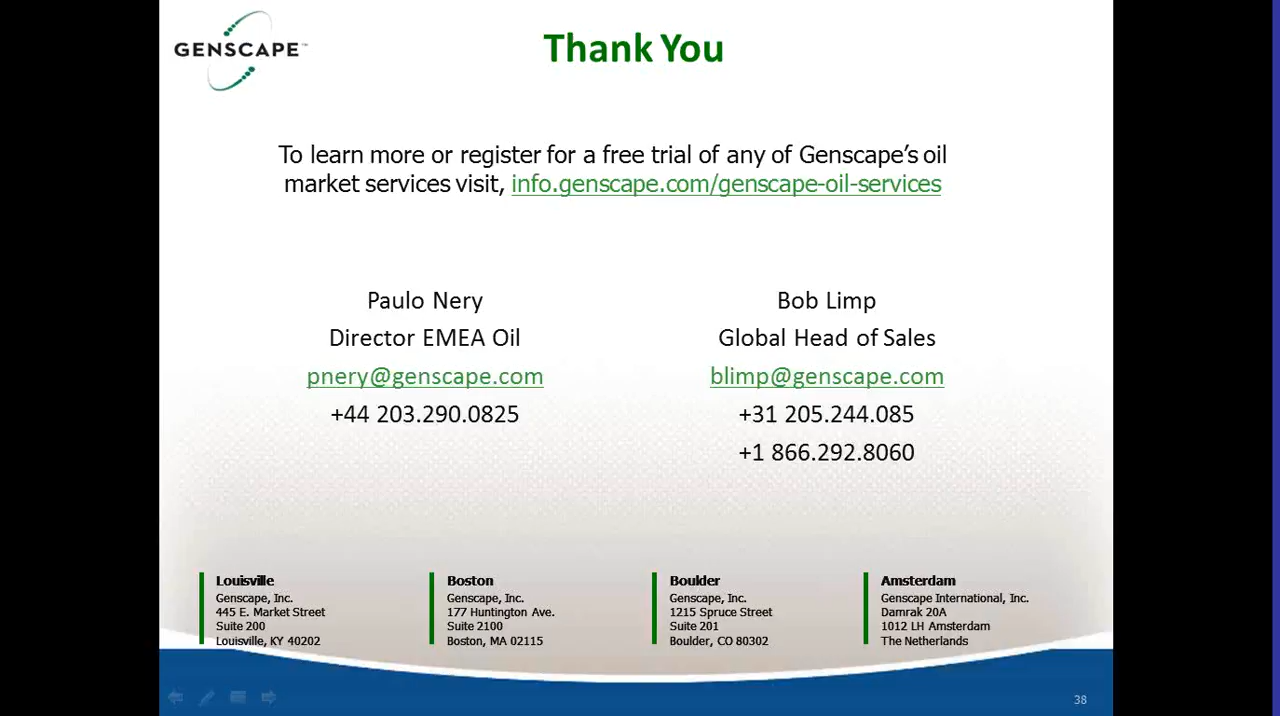 GENSCAPE™
Thank You
To learn more or register for a free trial of any of Genscape's oil
market services visit, info.genscape.com/genscape-oil-services
Paulo Nery
Director EMEA Oil
pnery@genscape.com
+44 203.290.0825
Bob Limp
Global Head of Sales
blimp@genscape.com
+31 205.244.085
+1 866.292.8060
Louisville
Genscape, Inc.
445 E. Market Street
Suite 200
Louisville, KY 40202
Boston
Genscape, Inc.
177 Huntington Ave.
Suite 2100
Boston, MA 02115
Boulder
Genscape, Inc.
1215 Spruce Street
Suite 201
Boulder, CO 80302
Amsterdam
Genscape International, Inc.
Damrak 20A
1012 LH Amsterdam
The Netherlands
38